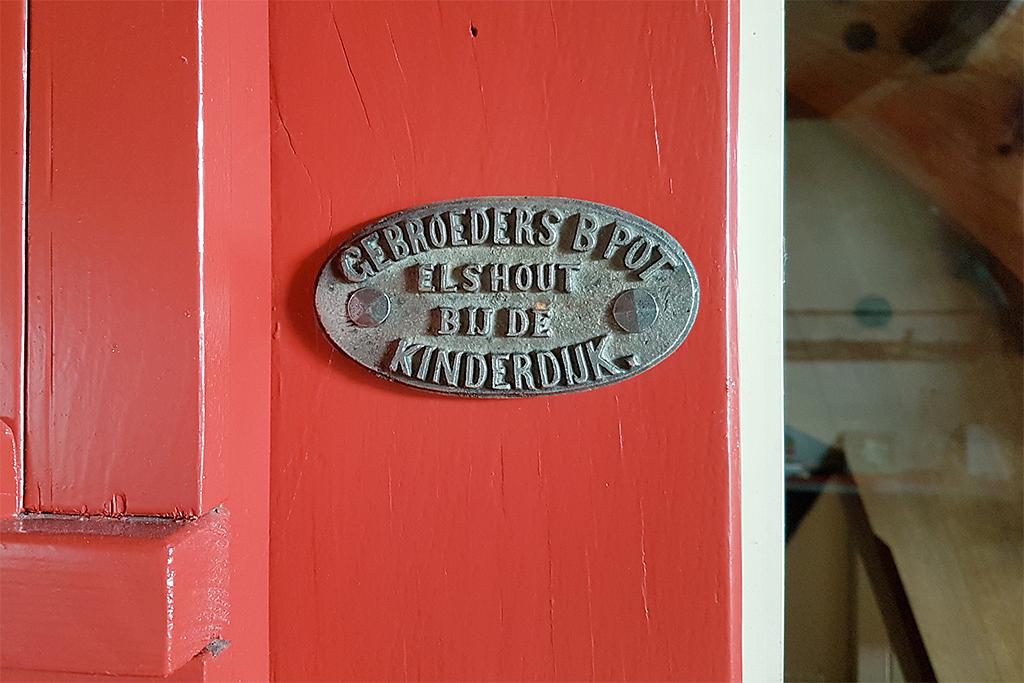 GEBROEDERS B POT
ELSHOUT
BIJ DE
KINDERDIJK.